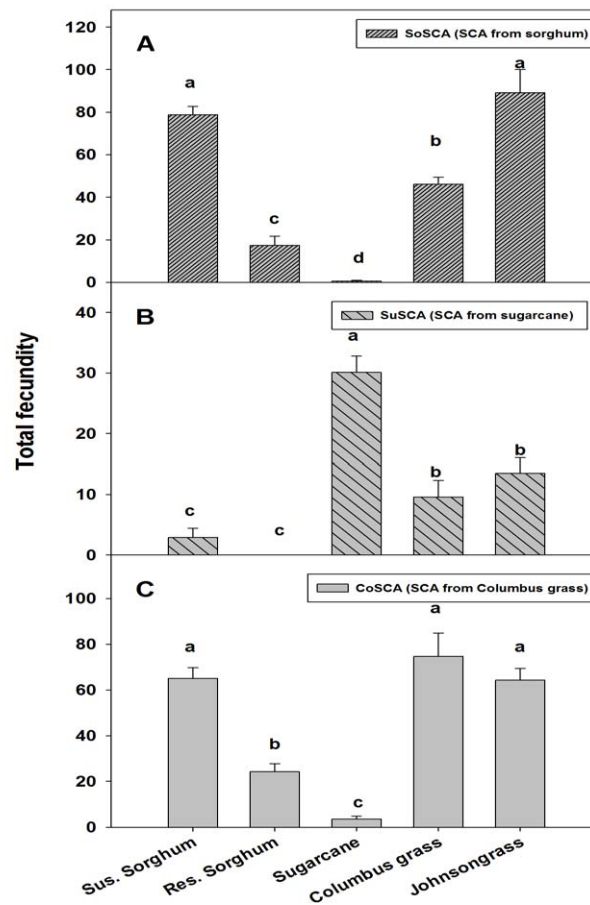 A
SoSCA (SCA from sorghum)
120
100
80
60
40
20
0
a
c
d
b
a
B
SuSCA (SCA from sugarcane)
40
30
20
10
0
c
c
a
b
b
C
CoSCA (SCA from Columbus grass)
100
80
60
40
20
0
a
b
c
a
a
Total fecundity
Sus. Sorghum
Res. Sorghum
Sugarcane
Columbus grass
Johnsongrass